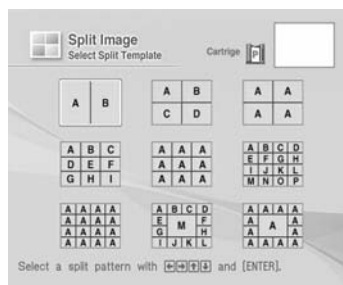 Split Image
Select Split Template
Cartrige P
A B
A B
C D
A A
A A
A B C
D E F
G H I
A A A
A A A
A A A
A B C D
E F G H
I J K L
M N O P
A A A A
A A A A
A A A A
A A A A
A B C D
E F
M
G H
I J K L
A A A A
A A
A
A A
A A A A
Select a split pattern with ←→↑↓ and [ENTER].